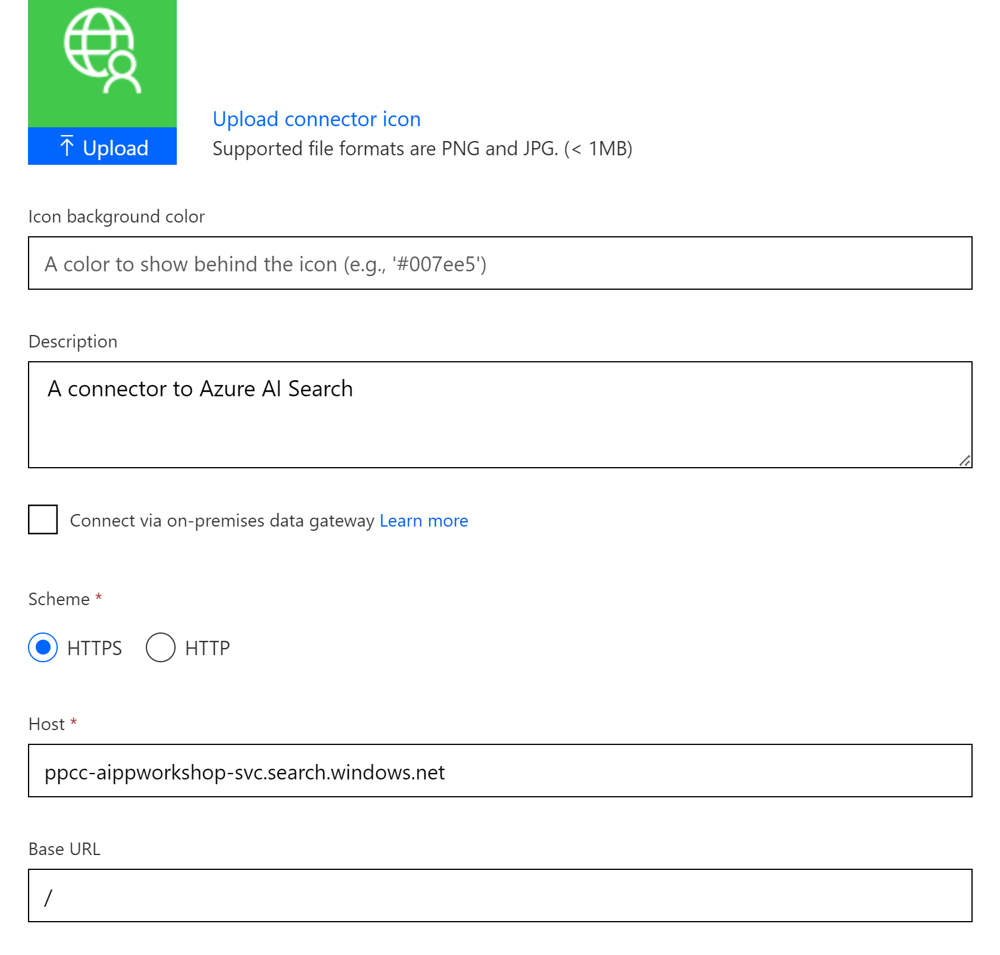 Upload
Upload connector icon
Supported file formats are PNG and JPG. (< 1MB)
Icon background color
A color to show behind the icon (e.g., '#007ee5')
Description
A connector to Azure AI Search
Connect via on-premises data gateway Learn more
Scheme *
HTTPS HTTP
Host *
ppcc-aippworkshop-svc.search.windows.net
Base URL
/